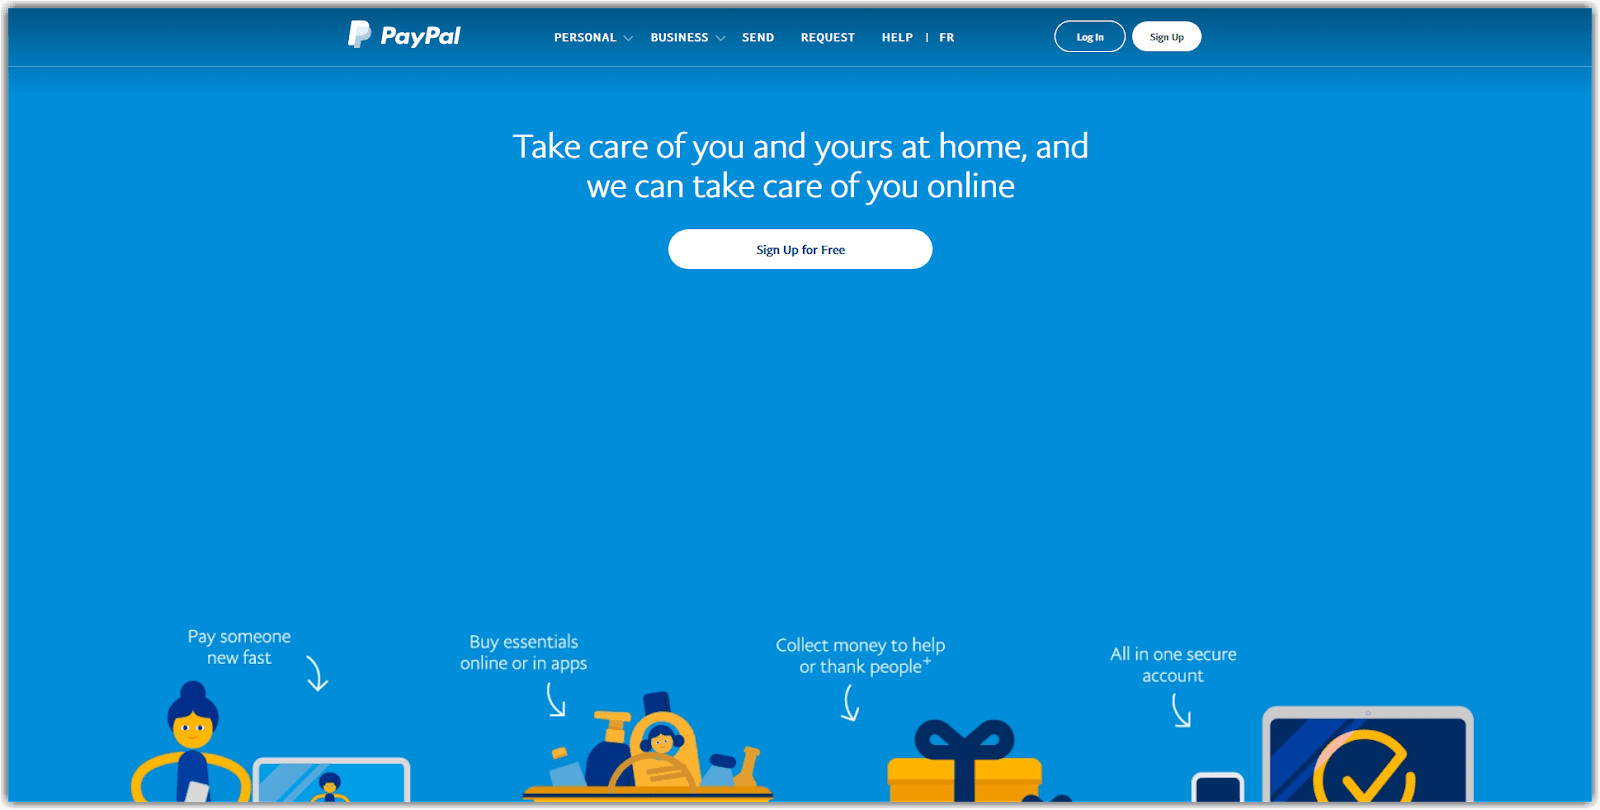 PayPal
PERSONAL
BUSINESS
SEND
REQUEST
HELP | FR
Log In
Sign Up
Take care of you and yours at home, and
we can take care of you online
Sign Up for Free
Pay someone
new fast
Buy essentials
online or in apps
Collect money to help
or thank people+
All in one secure
account